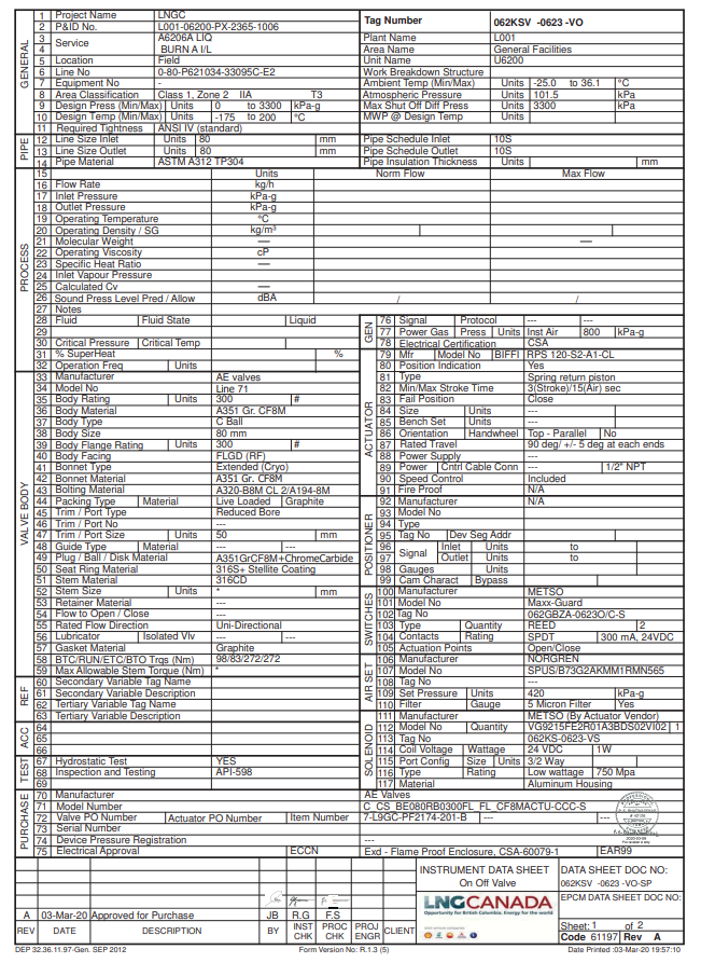 GENERAL
1 Project Name LNGC
2 P&ID No. L001-06200-PX-2365-1006
Tag Number 062KSV -0623 -VO
3 Service A6206A LIQ
4 BURN A I/L
Plant Name L001
Area Name General Facilities
5 Location Field Unit Name U6200
6 Line No 0-80-P621034-33095C-E2 Work Breakdown Structure
7 Equipment No - Ambient Temp (Min/Max) Units -25.0 to 36.1 °C
8 Area Classification Class 1, Zone 2 IIA T3 Atmospheric Pressure Units 101.5 kPa
9 Design Press (Min/Max) Units 0 to 3300 kPa-g Max Shut Off Diff Press Units 3300 kPa
10 Design Temp (Min/Max) Units -175 to 200 °C MWP @ Design Temp Units
11 Required Tightness ANSI IV (standard)
PIPE
12 Line Size Inlet Units 80 mm Pipe Schedule Inlet 10S
13 Line Size Outlet Units 80 mm Pipe Schedule Outlet 10S
14 Pipe Material ASTM A312 TP304 Pipe Insulation Thickness Units mm
PROCESS
15 Units Norm Flow Max Flow
16 Flow Rate kg/h
17 Inlet Pressure kPa-g
18 Outlet Pressure kPa-g
19 Operating Temperature °C
20 Operating Density / SG kg/m³
21 Molecular Weight — —
22 Operating Viscosity cP
23 Specific Heat Ratio —
24 Inlet Vapour Pressure
25 Calculated Cv —
26 Sound Press Level Pred / Allow dBA / /
27 Notes
28 Fluid Fluid State Liquid
29
30 Critical Pressure Critical Temp
31 % SuperHeat %
32 Operation Freq Units
VALVE BODY
33 Manufacturer AE valves
34 Model No Line 71
35 Body Rating Units 300 #
36 Body Material A351 Gr. CF8M
37 Body Type C Ball
38 Body Size 80 mm
39 Body Flange Rating Units 300 #
40 Body Facing FLGD (RF)
41 Bonnet Type Extended (Cryo)
42 Bonnet Material A351 Gr. CF8M
43 Bolting Material A320-B8M CL 2/A194-8M
44 Packing Type Material Live Loaded Graphite
45 Trim / Port Type Reduced Bore
46 Trim / Port No ---
47 Trim / Port Size Units 50 mm
48 Guide Type Material --- ---
49 Plug / Ball / Disk Material A351GrCF8M+ChromeCarbide
50 Seat Ring Material 316S+ Stellite Coating
51 Stem Material 316CD
52 Stem Size Units * mm
53 Retainer Material ---
54 Flow to Open / Close ---
55 Rated Flow Direction Uni-Directional
56 Lubricator Isolated Vlv --- ---
57 Gasket Material Graphite
58 BTC/RUN/ETC/BTO Trqs (Nm) 98/83/272/272
59 Max Allowable Stem Torque (Nm) *
REF
60 Secondary Variable Tag Name
61 Secondary Variable Description
62 Tertiary Variable Tag Name
63 Tertiary Variable Description
ACC
64
65
66
TEST
67 Hydrostatic Test YES
68 Inspection and Testing API-598
69
GEN
76 Signal Protocol --- ---
77 Power Gas Press Units Inst Air 800 kPa-g
78 Electrical Certification CSA
ACTUATOR
79 Mfr Model No BIFFI RPS 120-S2-A1-CL
80 Position Indication Yes
81 Type Spring return piston
82 Min/Max Stroke Time 3(Stroke)/15(Air) sec
83 Fail Position Close
84 Size Units ---
85 Bench Set Units ---
86 Orientation Handwheel Top - Parallel No
87 Rated Travel 90 deg/ +/- 5 deg at each ends
88 Power Supply ---
89 Power Cntrl Cable Conn --- 1/2" NPT
90 Speed Control Included
91 Fire Proof N/A
POSITIONER
92 Manufacturer N/A
93 Model No
94 Type
95 Tag No Dev Seg Addr
96 Signal Inlet Units to
97 Outlet Units to
98 Gauges Units
99 Cam Charact Bypass
SWITCHES
100 Manufacturer METSO
101 Model No Maxx-Guard
102 Tag No 062GBZA-0623O/C-S
103 Type Quantity REED 2
104 Contacts Rating SPDT 300 mA, 24VDC
105 Actuation Points Open/Close
AIR SET
106 Manufacturer NORGREN
107 Model No SPUS/B73G2AKMM1RMN565
108 Tag No ---
109 Set Pressure Units 420 kPa-g
110 Filter Gauge 5 Micron Filter Yes
SOLENOID
111 Manufacturer METSO (By Actuator Vendor)
112 Model No Quantity VG9215FE2R01A3BDS02VI02 1
113 Tag No 062KS-0623-VS
114 Coil Voltage Wattage 24 VDC 1W
115 Port Config Size Units 3/2 Way
116 Type Rating Low wattage 750 Mpa
117 Material Aluminum Housing
PURCHASE
70 Manufacturer AE Valves
71 Model Number C_CS_BE080RB0300FL_FL_CF8MACTU-CCC-S
72 Valve PO Number Actuator PO Number Item Number 7-L9GC-PF2174-201-B --- ---
73 Serial Number
74 Device Pressure Registration ---
75 Electrical Approval ECCN Exd - Flame Proof Enclosure, CSA-60079-1 EAR99
INSTRUMENT DATA SHEET
On Off Valve
DATA SHEET DOC NO:
062KSV -0623 -VO-SP
LNGCANADA
Opportunity for British Columbia. Energy for the world
EPCM DATA SHEET DOC NO:
A 03-Mar-20 Approved for Purchase JB R.G F.S
REV DATE DESCRIPTION BY INST CHK PROC CHK PROJ ENGR CLIENT
Sheet: 1 of 2
Code 61197 Rev A
DEP 32.36.11.97-Gen. SEP 2012 Form Version No: R.1.3 (5) Date Printed :03-Mar-20 19:57:10